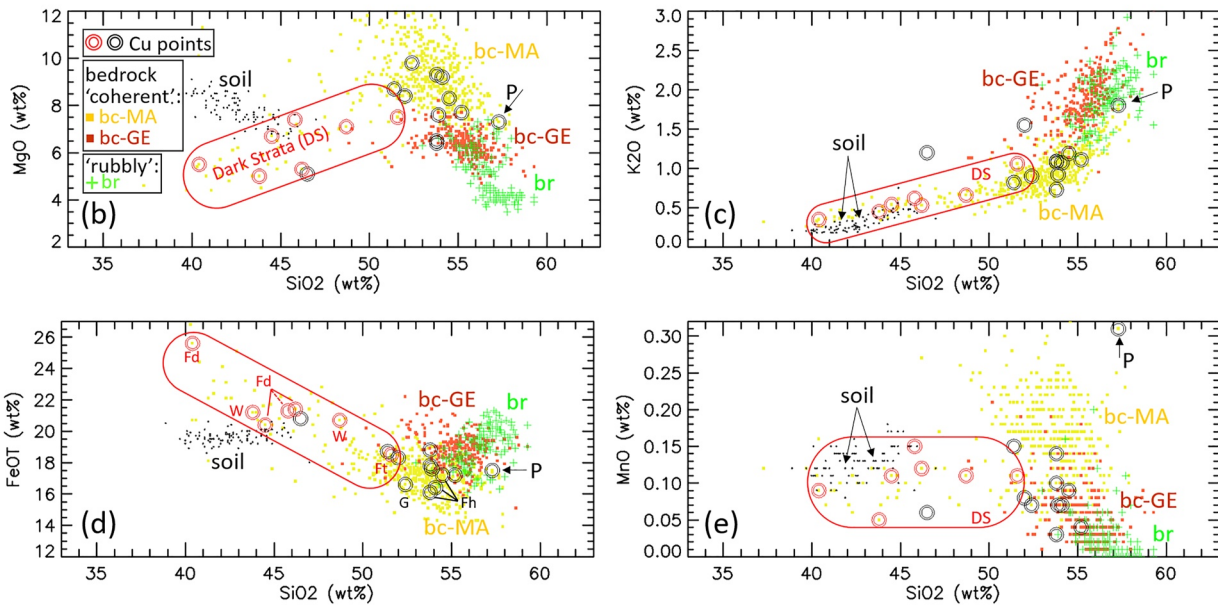 12
10
8
6
4
2
MgO (wt%)
Cu points
bedrock
'coherent':
bc-MA
bc-GE
'rubbly':
br
soil
Dark Strata (DS)
bc-MA
P
bc-GE
br
(b)
35 40 45 50 55 60
SiO2 (wt%)
3.0
2.5
2.0
1.5
1.0
0.5
0.0
K2O (wt%)
bc-GE
br
P
soil
DS
bc-MA
(c)
35 40 45 50 55 60
SiO2 (wt%)
26
24
22
20
18
16
14
12
FeOT (wt%)
Fd
Fd
W
W
bc-GE
br
soil
Ft
P
G
Fh
bc-MA
(d)
35 40 45 50 55 60
SiO2 (wt%)
0.30
0.25
0.20
0.15
0.10
0.05
0.00
MnO (wt%)
P
soil
bc-MA
bc-GE
DS
br
(e)
35 40 45 50 55 60
SiO2 (wt%)